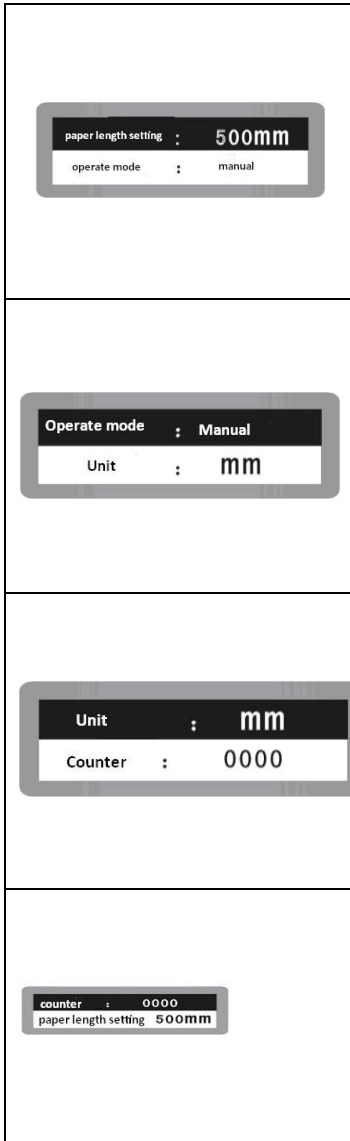 paper length setting : 500mm
operate mode : manual
Operate mode : Manual
Unit : mm
Unit : mm
Counter : 0000
counter : 0000
paper length setting 500mm